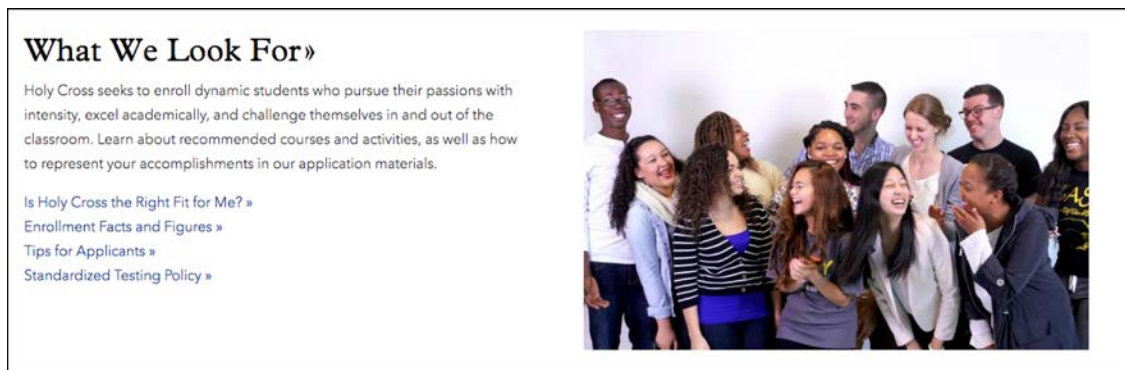 What We Look For»
Holy Cross seeks to enroll dynamic students who pursue their passions with
intensity, excel academically, and challenge themselves in and out of the
classroom. Learn about recommended courses and activities, as well as how
to represent your accomplishments in our application materials.
Is Holy Cross the Right Fit for Me? »
Enrollment Facts and Figures »
Tips for Applicants »
Standardized Testing Policy »